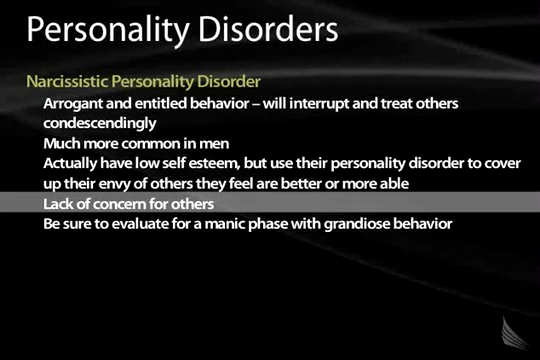 Personality Disorders
Narcissistic Personality Disorder
Arrogant and entitled behavior – will interrupt and treat others
condescendingly
Much more common in men
Actually have low self esteem, but use their personality disorder to cover
up their envy of others they feel are better or more able
Lack of concern for others
Be sure to evaluate for a manic phase with grandiose behavior